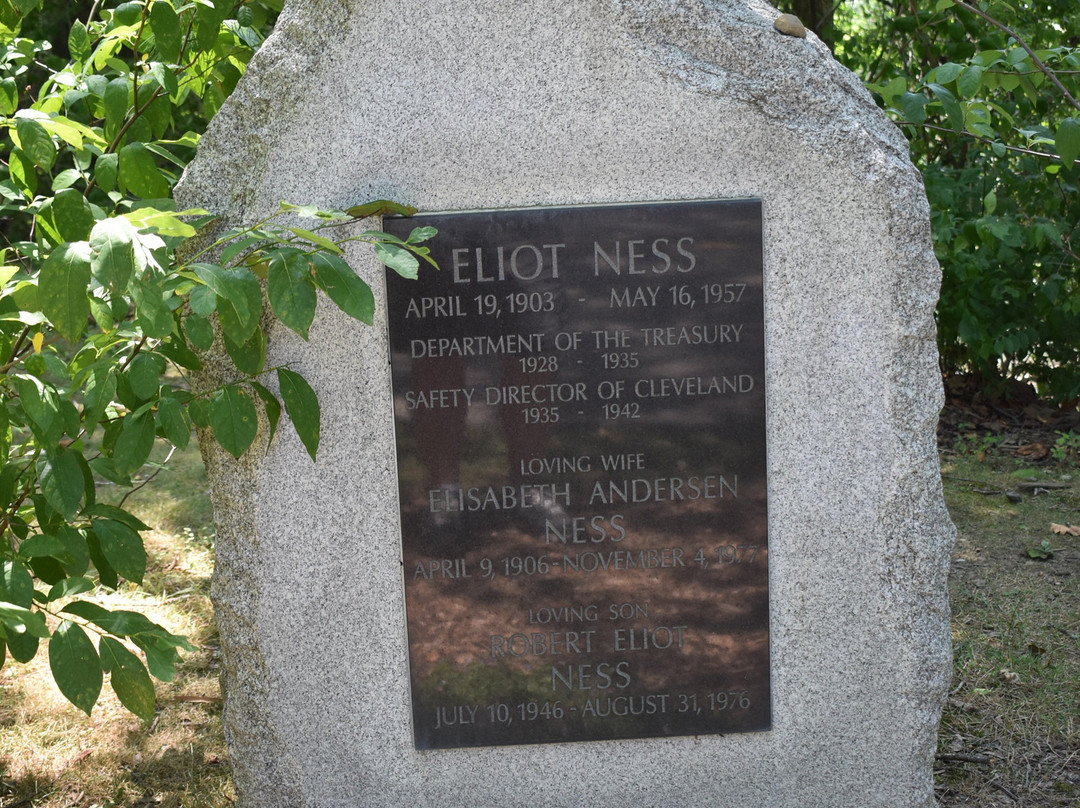 ELIOT NESS
APRIL 19, 1903 - MAY 16, 1957
DEPARTMENT OF THE TREASURY
1928 - 1935
SAFETY DIRECTOR OF CLEVELAND
1935 - 1942
LOVING WIFE
ELISABETH ANDERSEN
NESS
APRIL 9, 1906 - NOVEMBER 4, 1977
LOVING SON
ROBERT ELIOT
NESS
JULY 10, 1946 - AUGUST 31, 1976